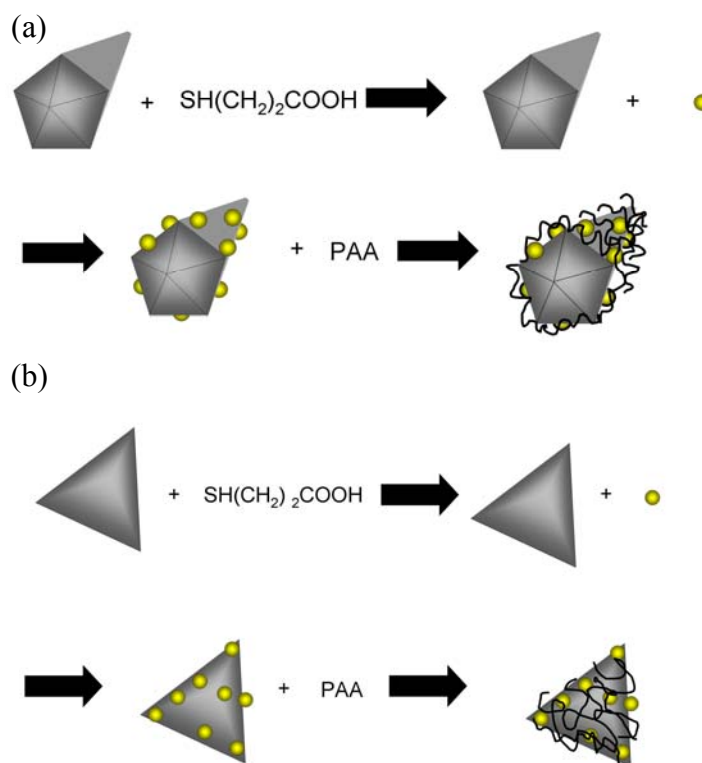 (a)
+ SH(CH₂)₂COOH +
+ PAA
(b)
+ SH(CH₂) ₂COOH +
+ PAA